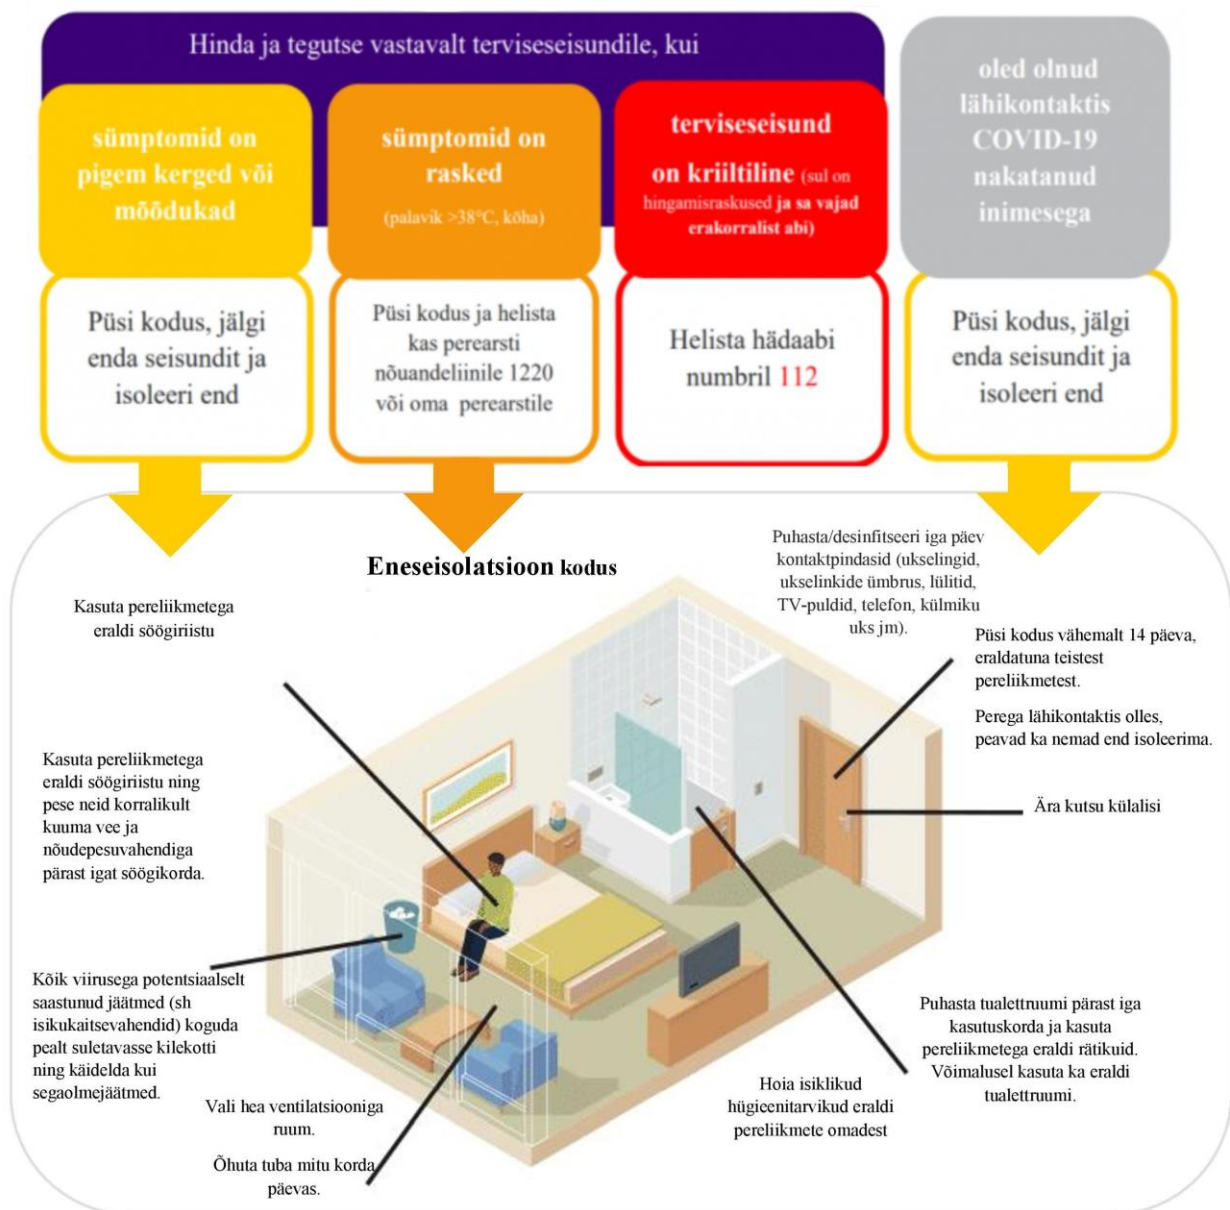 Hinda ja tegutse vastavalt terviseseisundile, kui
sümptomid on
pigem kerged või
mõõdukad
Püsi kodus, jälgi
enda seisundit ja
isoleeri end
sümptomid on
rasked
(palavik >38°C, köha)
Püsi kodus ja helista
kas perearsti
nõuandeliinile 1220
või oma perearstile
terviseseisund
on kriiltiline (sul on
hingamisraskused ja sa vajad
erakorralist abi)
Helista hädaabi
numbril 112
oled olnud
lähikontaktis
COVID-19
nakatanud
inimesega
Püsi kodus, jälgi
enda seisundit ja
isoleeri end
Eneseisolatsioon kodus
Kasuta pereliikmetega
eraldi söögiriistu
Kasuta pereliikmetega
eraldi söögiriistu ning
pese neid korralikult
kuuma vee ja
nõudepesuvahendiga
pärast igat söögikorda.
Kõik viirusega potentsiaalselt
saastunud jäätmed (sh
isikukaitsevahendid) koguda
pealt suletavasse kilekotti
ning käidelda kui
segaolmejäätmed.
Vali hea ventilatsiooniga
ruum.
Õhuta tuba mitu korda
päevas.
Puhasta/desinfitseeri iga päev
kontaktpindasid (ukselingid,
ukselinkide ümbrus, lülitid,
TV-puldid, telefon, külmiku
uks jm).
Püsi kodus vähemalt 14 päeva,
eraldatuna teistest
pereliikmetest.
Perega lähikontaktis olles,
peavad ka nemad end isoleerima.
Ära kutsu külalisi
Puhasta tualettruumi pärast iga
kasutuskorda ja kasuta
pereliikmetega eraldi rätikuid.
Võimalusel kasuta ka eraldi
tualettruumi.
Hoia isiklikud
hügieenitarvikud eraldi
pereliikmete omadest